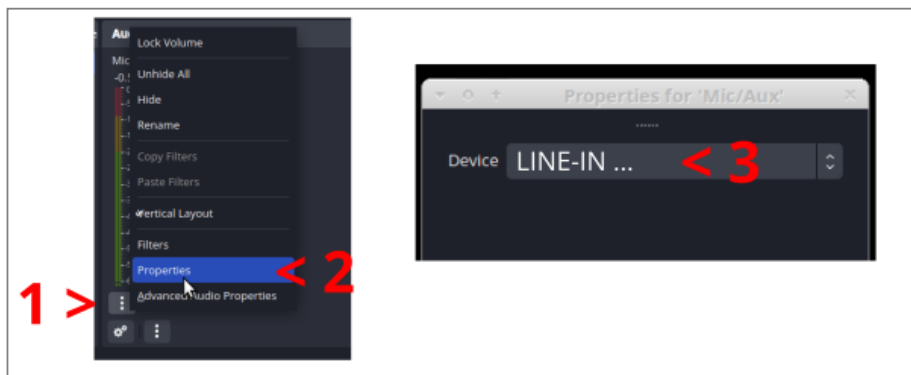 Au
Mic
-0.
Lock Volume
Unhide All
Hide
Rename
Copy Filters
Paste Filters
Vertical Layout
Filters
Properties
< 2
Advanced Audio Properties
1 >
Properties for 'Mic/Aux'
Device LINE-IN ...
< 3